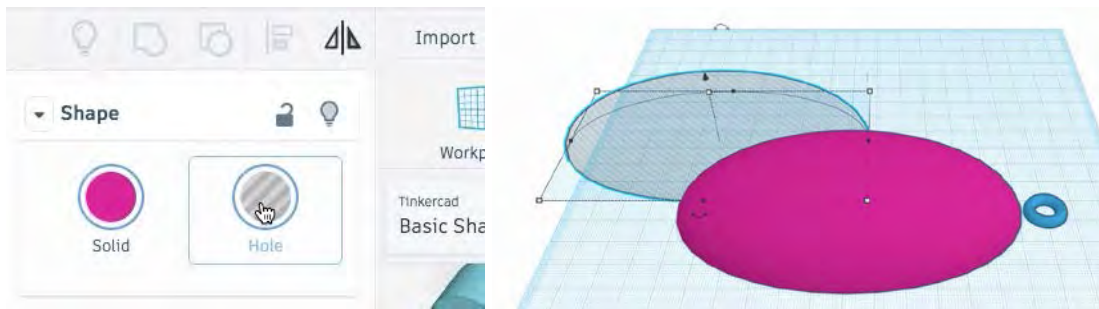 Import
Shape
Workp
Tinkercad
Basic Sha
Solid
Hole